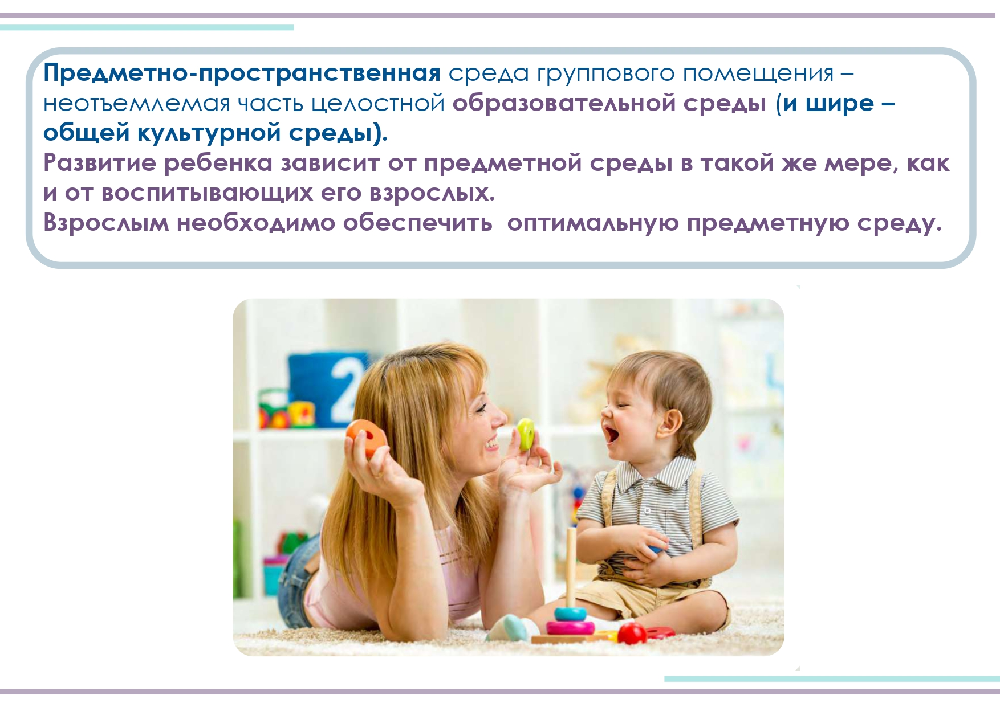 Предметно-пространственная среда группового помещения –
неотъемлемая часть целостной образовательной среды (и шире –
общей культурной среды).
Развитие ребенка зависит от предметной среды в такой же мере, как
и от воспитывающих его взрослых.
Взрослым необходимо обеспечить  оптимальную предметную среду.
2